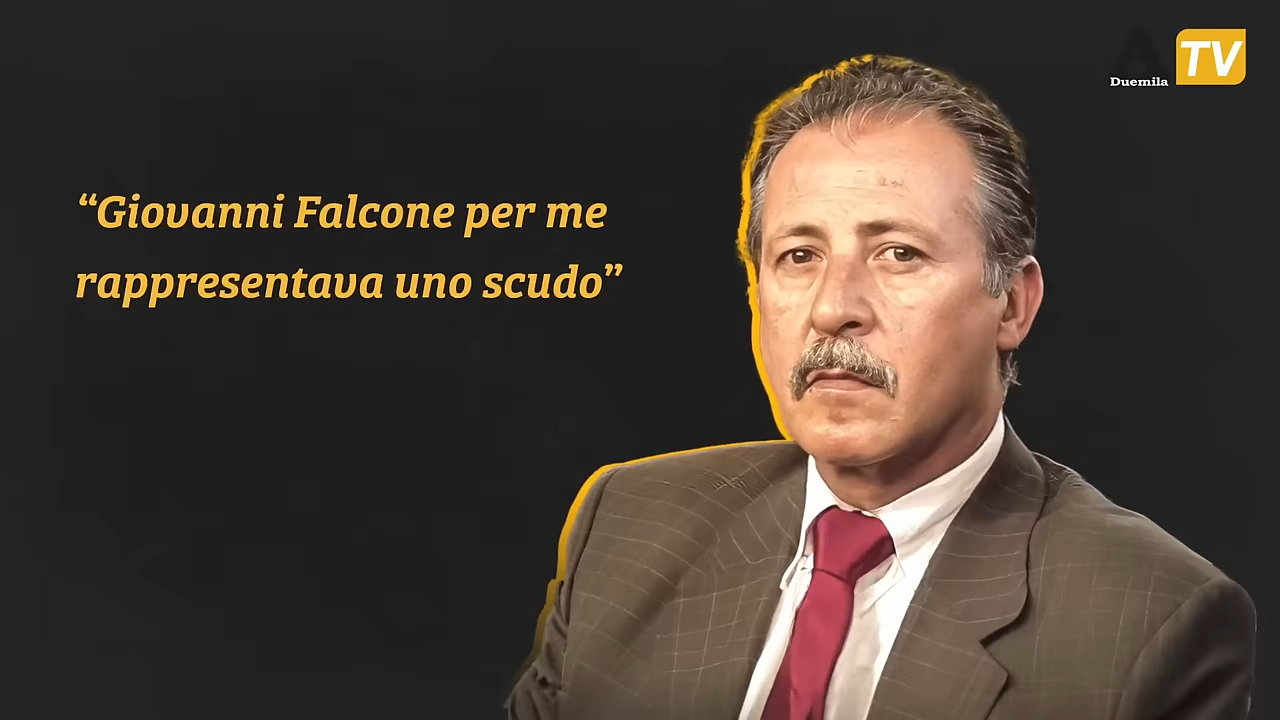 Duemila TV
“Giovanni Falcone per me
rappresentava uno scudo”